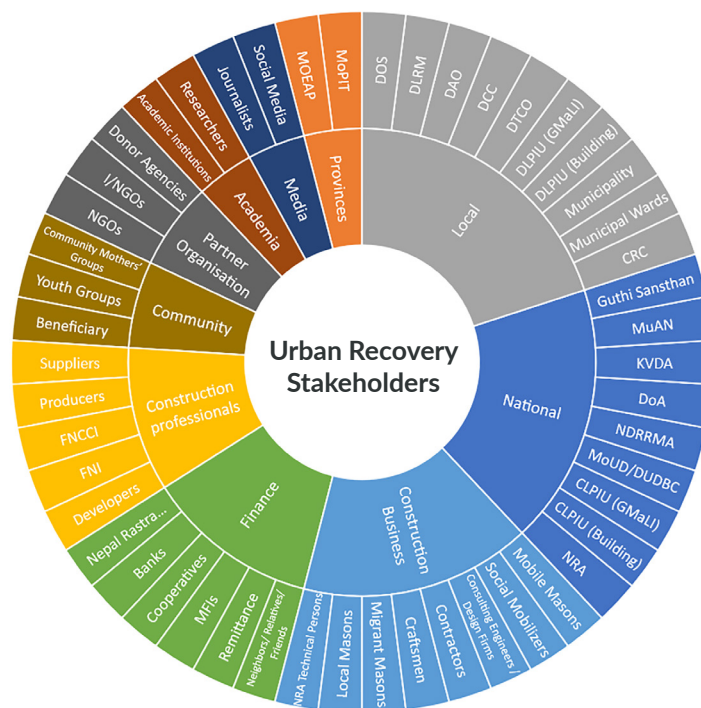 Urban Recovery
Stakeholders
Local
DOS
DLRM
DAO
DCC
DTCO
DLPIU (GMaLI)
DLPIU (Building)
Municipality
Municipal Wards
CRC
National
Guthi Sansthan
MuAN
KVDA
DoA
NDRRMA
MoUD/DUDBC
CLPIU (GMaLI)
CLPIU (Building)
NRA
Construction
Business
Mobile Masons
Social Mobilizers
Consulting Engineers /
Design Firms
Contractors
Craftsmen
Migrant Masons
Local Masons
NRA Technical Persons
Finance
Neighbors/ Relatives/
Friends
Remittance
MFIs
Cooperatives
Banks
Nepal Rastra...
Construction
professionals
Developers
FNI
FNCCI
Producers
Suppliers
Community
Beneficiary
Youth Groups
Community Mothers'
Groups
Partner
Organisation
NGOs
I/NGOs
Donor Agencies
Academia
Academic Institutions
Researchers
Media
Journalists
Social Media
Provinces
MOEAP
MoPIT